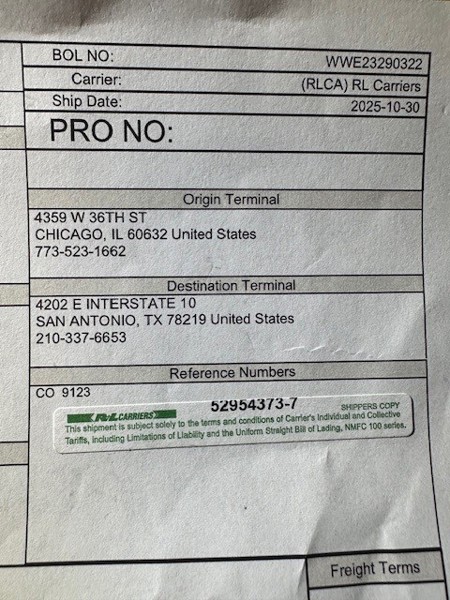 BOL NO: WWE23290322
Carrier: (RLCA) RL Carriers
Ship Date: 2025-10-30
PRO NO:
Origin Terminal
4359 W 36TH ST
CHICAGO, IL 60632 United States
773-523-1662
Destination Terminal
4202 E INTERSTATE 10
SAN ANTONIO, TX 78219 United States
210-337-6653
Reference Numbers
CO 9123
R+L CARRIERS 52954373-7 SHIPPERS COPY
This shipment is subject solely to the terms and conditions of Carrier's Individual and Collective
Tariffs, including Limitations of Liability and the Uniform Straight Bill of Lading, NMFC 100 series.
Freight Terms